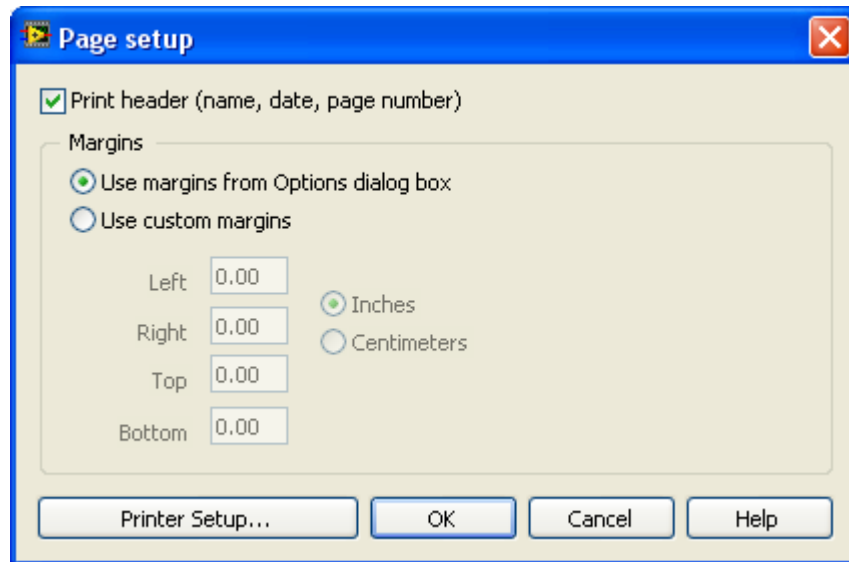 Page setup
Print header (name, date, page number)
Margins
Use margins from Options dialog box
Use custom margins
Left 0.00
Inches
Right 0.00
Centimeters
Top 0.00
Bottom 0.00
Printer Setup... OK Cancel Help